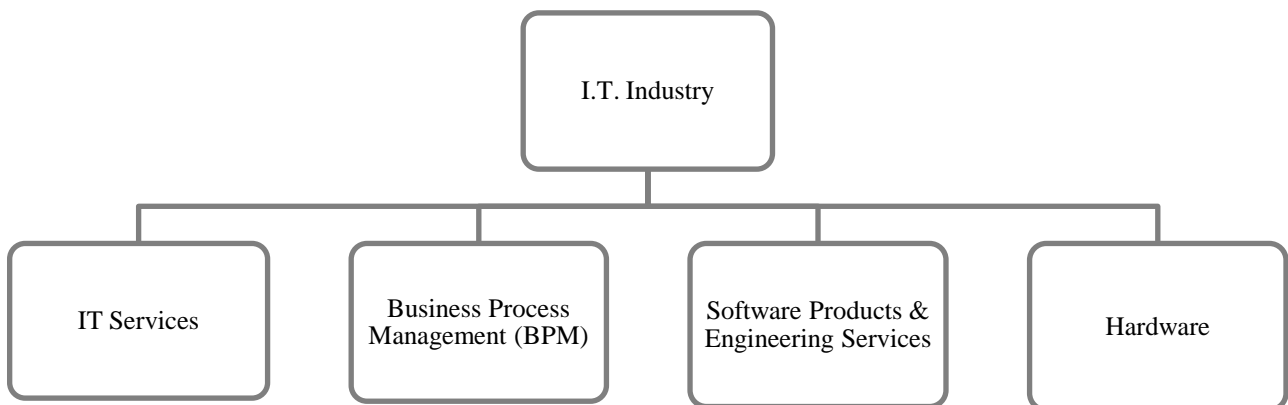 I.T. Industry
IT Services
Business Process
Management (BPM)
Software Products &
Engineering Services
Hardware